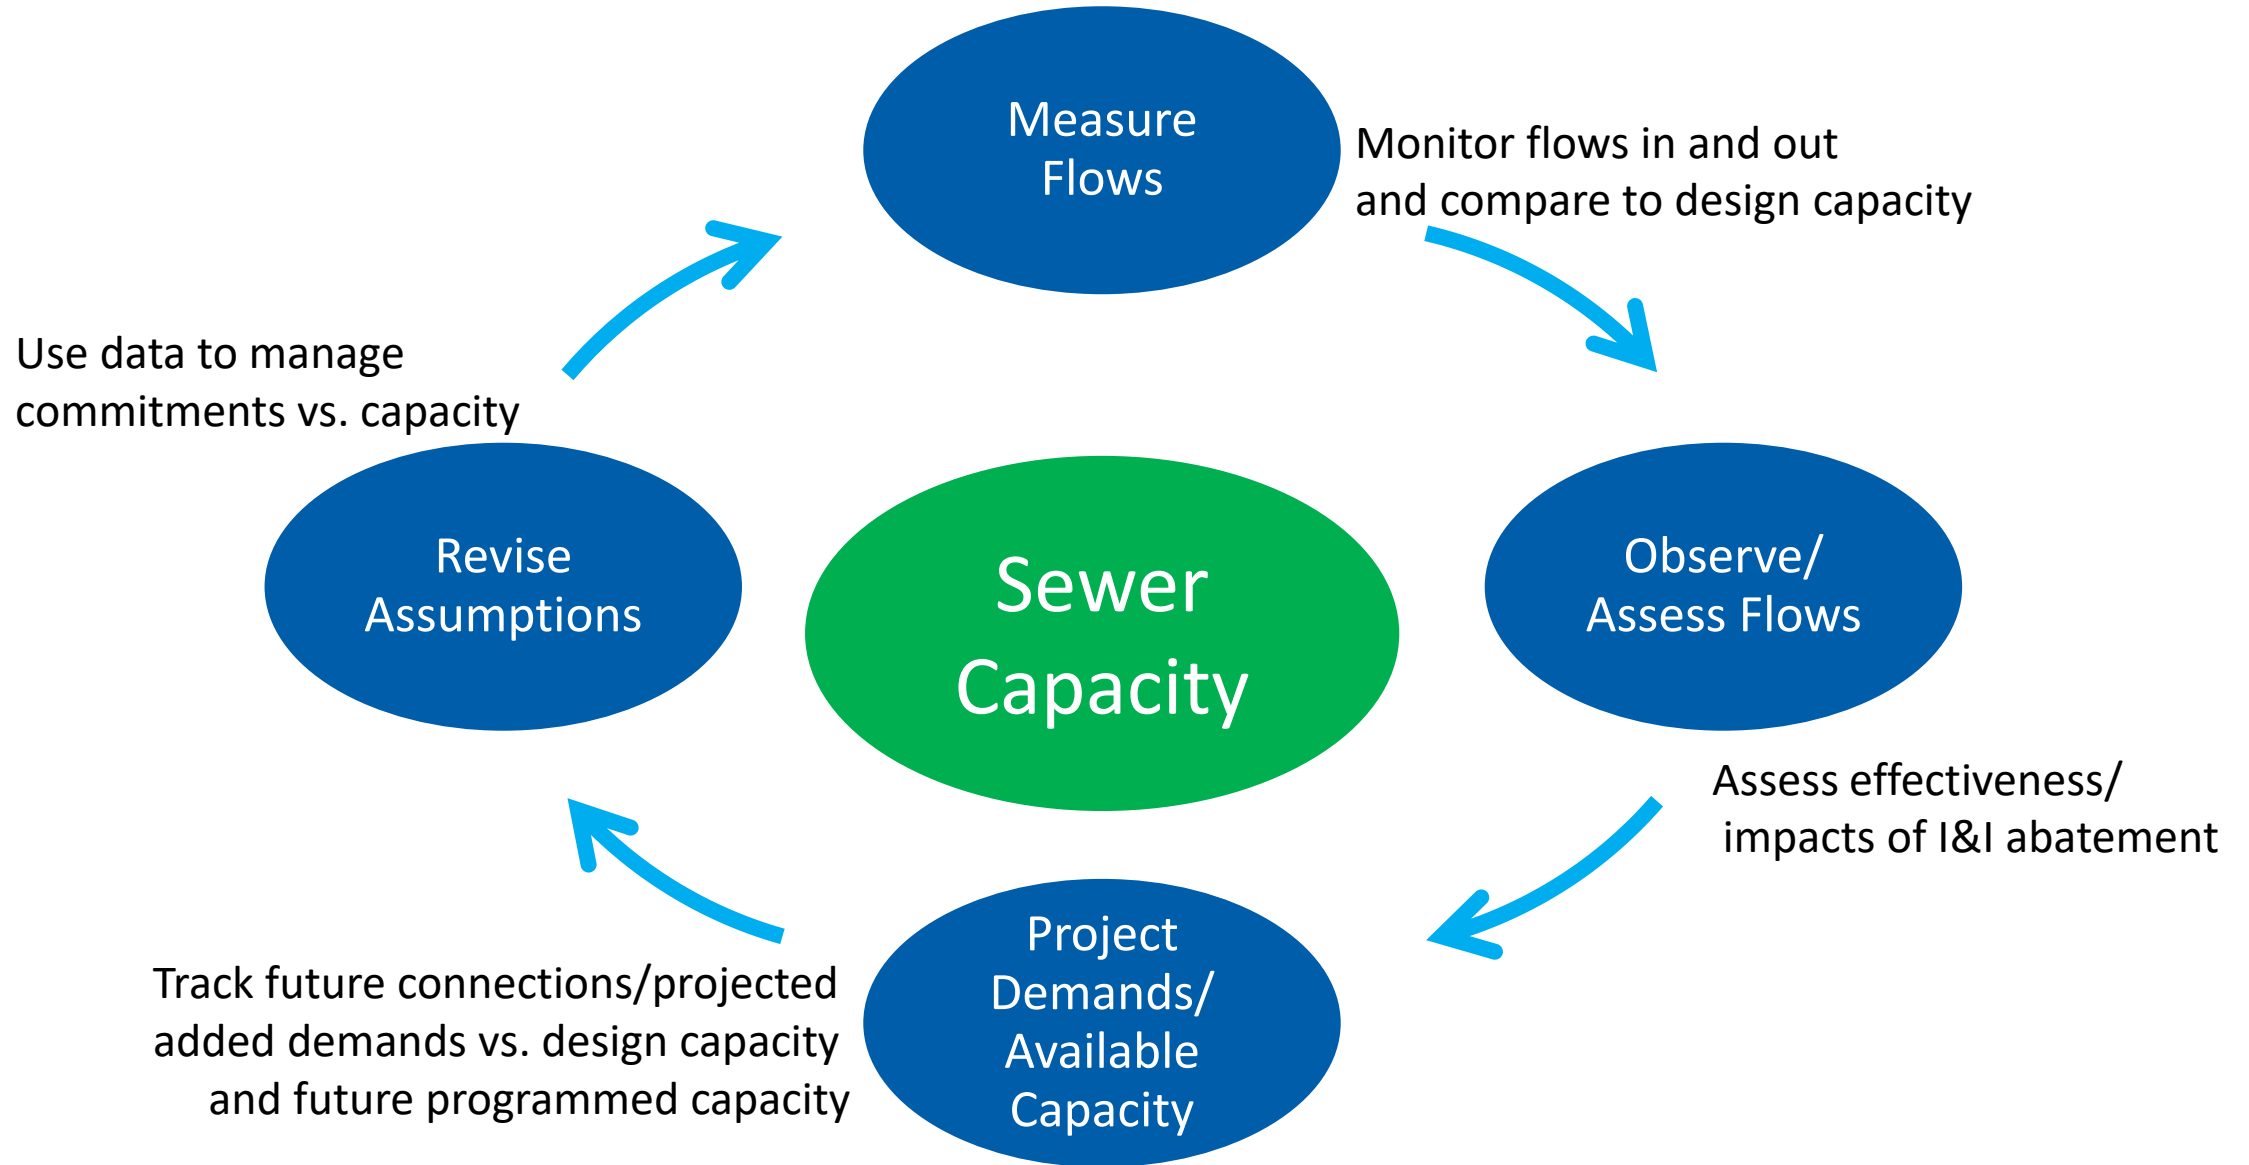 Measure
Flows
Monitor flows in and out
and compare to design capacity
Use data to manage
commitments vs. capacity
Revise
Assumptions
Sewer
Capacity
Observe/
Assess Flows
Assess effectiveness/
impacts of I&I abatement
Project
Demands/
Available
Capacity
Track future connections/projected
added demands vs. design capacity
and future programmed capacity